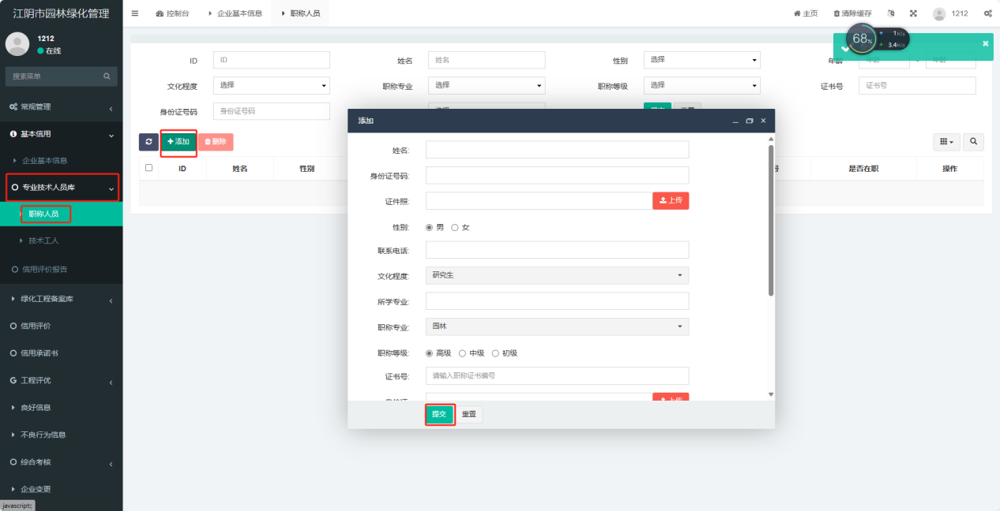 江阴市园林绿化管理
控制台
企业基本信息
职称人员
主页
清除缓存
1212
1212
在线
搜索菜单
常规管理
基本信用
企业基本信息
专业技术人员库
职称人员
技术工人
信用评价报告
绿化工程备案库
信用评价
信用承诺书
工程评优
良好信息
不良行为信息
综合考核
企业变更
javascript:;
68%
1K/s
3.4K/s
ID
ID
姓名
姓名
性别
选择
年龄
文化程度
选择
职称专业
选择
职称等级
选择
证书号
证书号
身份证号码
身份证号码
添加
删除
ID
姓名
性别
是否在职
操作
添加
姓名:
身份证号码:
证件照:
上传
性别:
男
女
联系电话:
文化程度:
研究生
所学专业:
职称专业:
园林
职称等级:
高级
中级
初级
证书号:
请输入职称证书编号
提交
重置